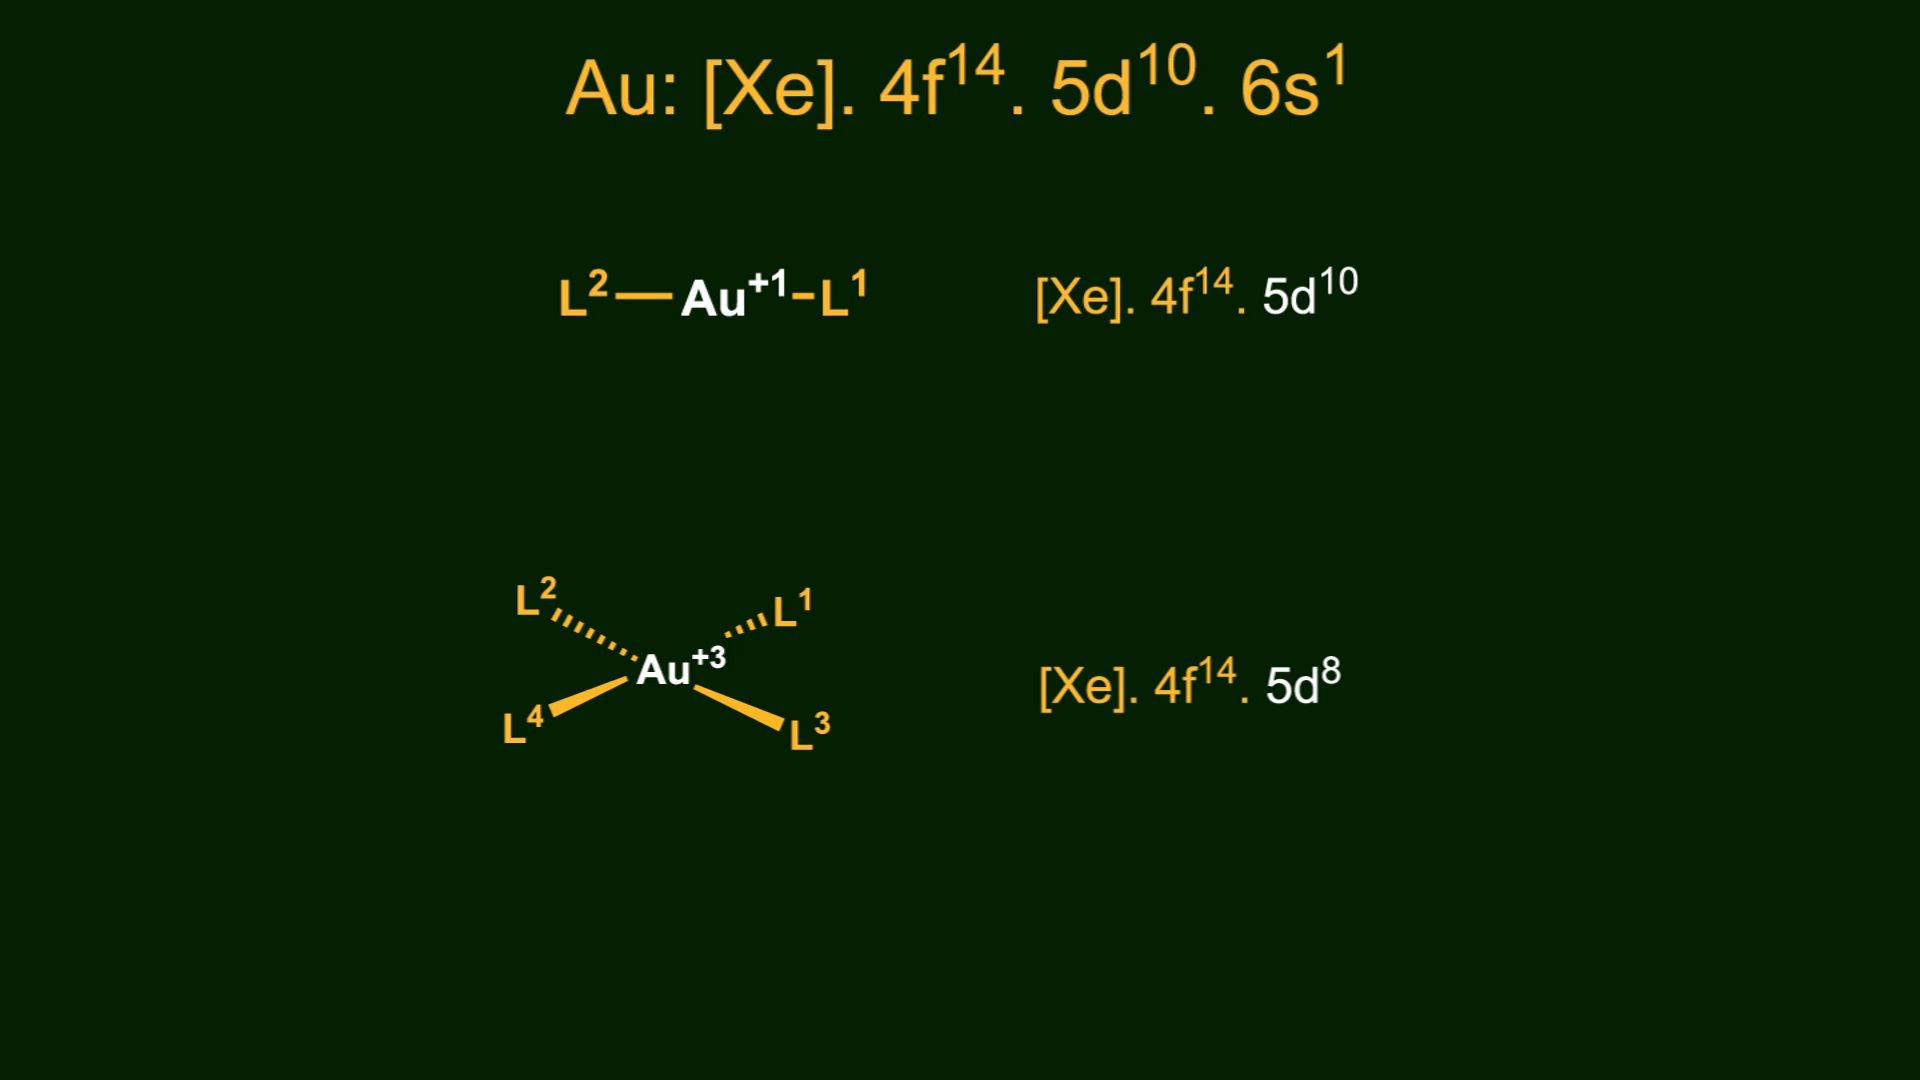 Au: [Xe]. 4f¹⁴. 5d¹⁰. 6s¹
L² Au⁺¹ L¹
[Xe]. 4f¹⁴. 5d¹⁰
L² L¹
Au⁺³
L⁴ L³
[Xe]. 4f¹⁴. 5d⁸